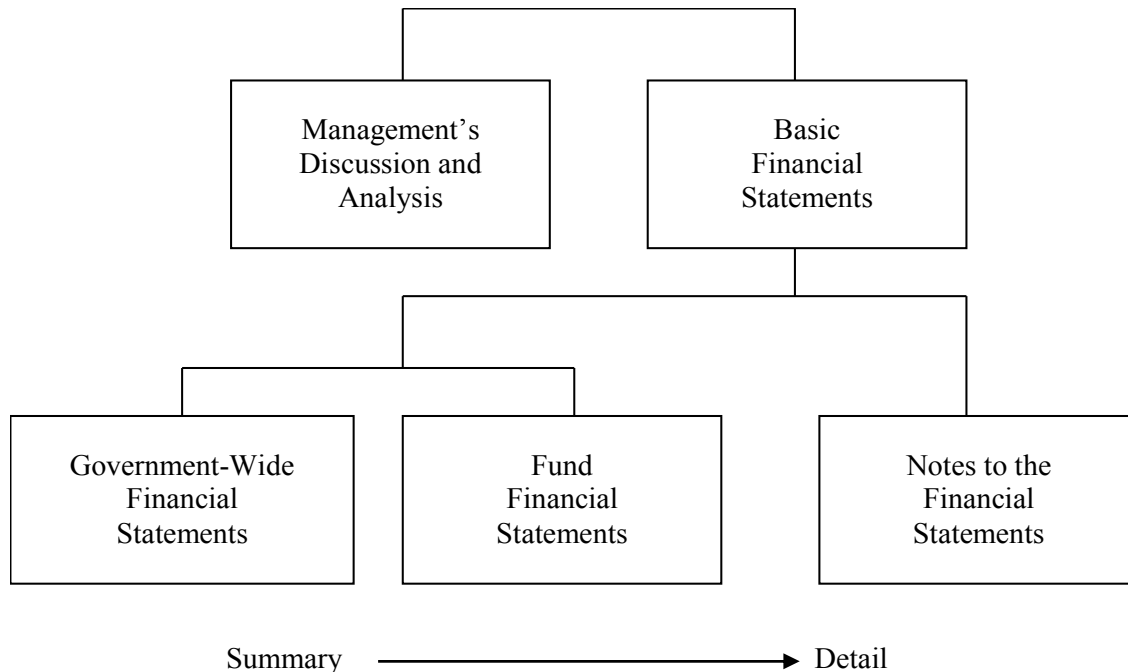 Management’s
Discussion and
Analysis
Basic
Financial
Statements
Government-Wide
Financial
Statements
Fund
Financial
Statements
Notes to the
Financial
Statements
Summary
Detail